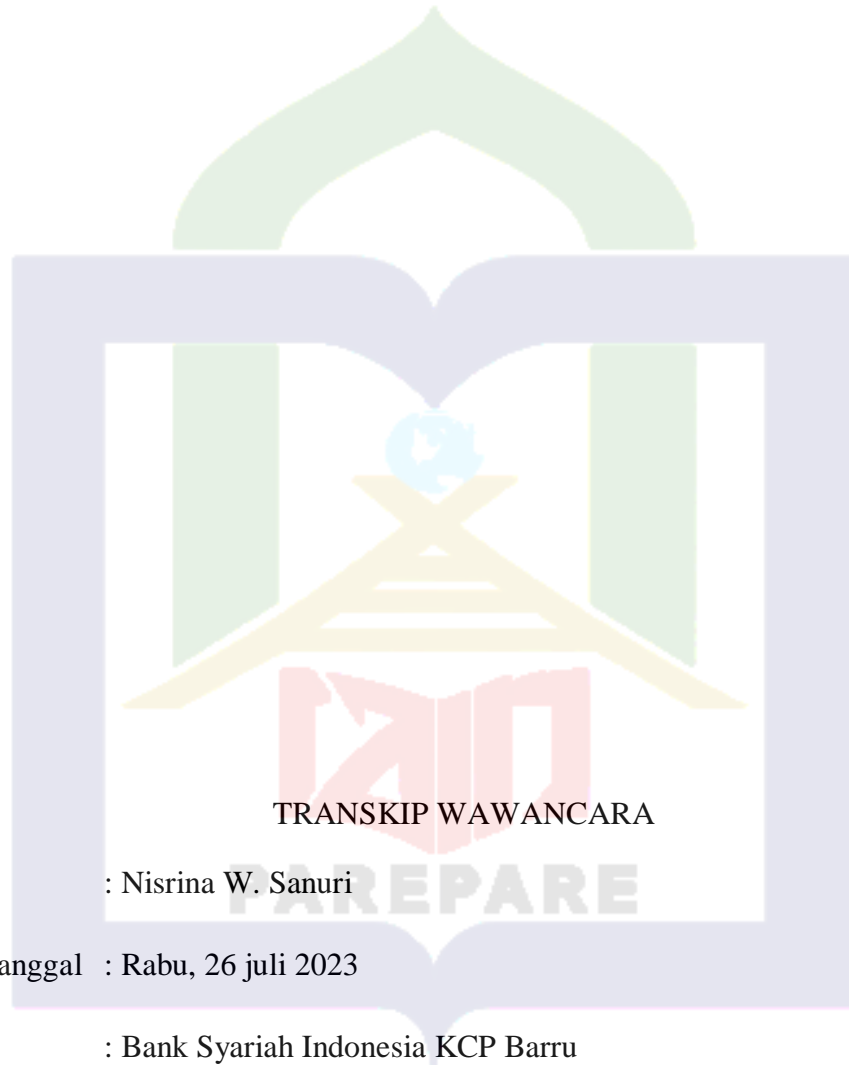 TRANSKIP WAWANCARA
: Nisrina W. Sanuri
PAREPARE
anggal : Rabu, 26 juli 2023
: Bank Syariah Indonesia KCP Barru